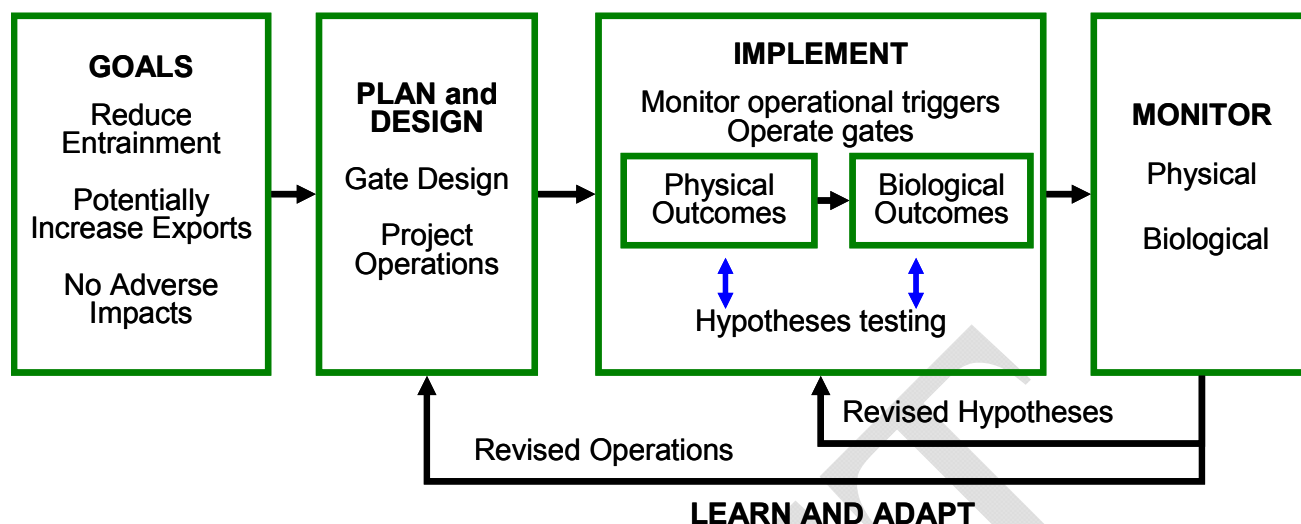 GOALS
Reduce
Entrainment
Potentially
Increase Exports
No Adverse
Impacts
PLAN and
DESIGN
Gate Design
Project
Operations
IMPLEMENT
Monitor operational triggers
Operate gates
Physical
Outcomes
Biological
Outcomes
Hypotheses testing
MONITOR
Physical
Biological
Revised Hypotheses
Revised Operations
LEARN AND ADAPT